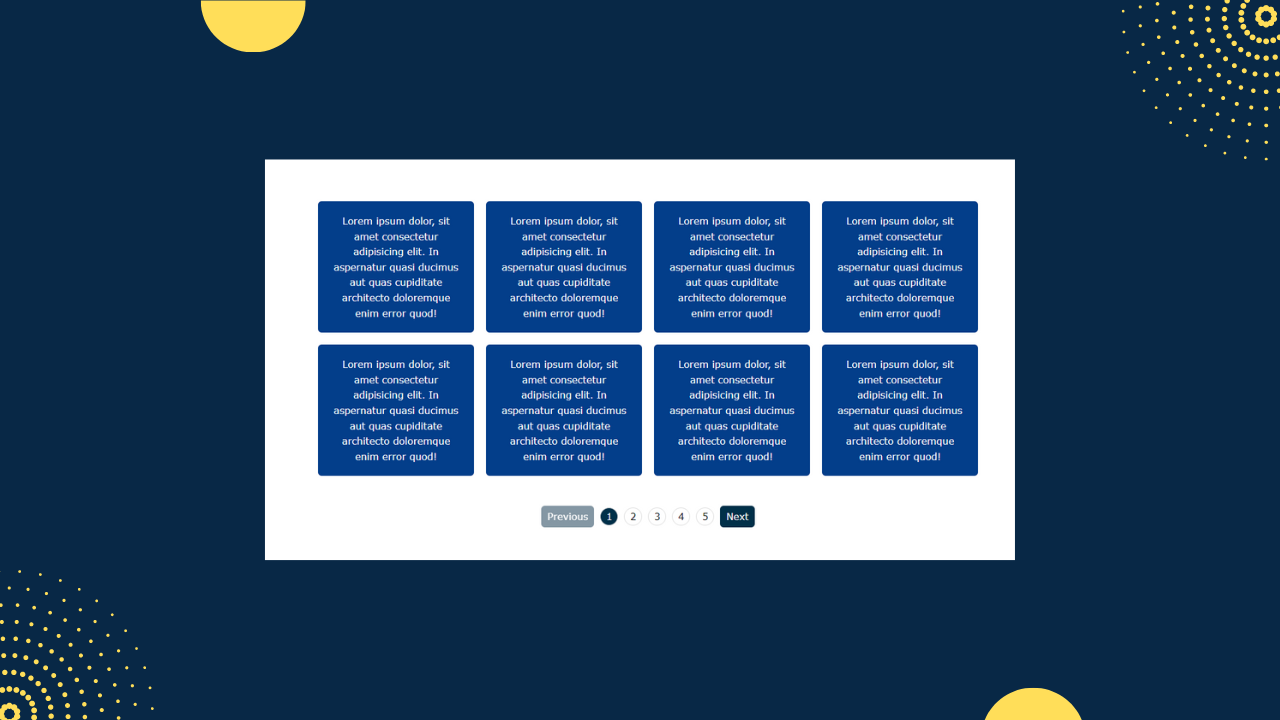 Lorem ipsum dolor, sit
amet consectetur
adipisicing elit. In
aspernatur quasi ducimus
aut quas cupiditate
architecto doloremque
enim error quod!
Lorem ipsum dolor, sit
amet consectetur
adipisicing elit. In
aspernatur quasi ducimus
aut quas cupiditate
architecto doloremque
enim error quod!
Lorem ipsum dolor, sit
amet consectetur
adipisicing elit. In
aspernatur quasi ducimus
aut quas cupiditate
architecto doloremque
enim error quod!
Lorem ipsum dolor, sit
amet consectetur
adipisicing elit. In
aspernatur quasi ducimus
aut quas cupiditate
architecto doloremque
enim error quod!
Lorem ipsum dolor, sit
amet consectetur
adipisicing elit. In
aspernatur quasi ducimus
aut quas cupiditate
architecto doloremque
enim error quod!
Lorem ipsum dolor, sit
amet consectetur
adipisicing elit. In
aspernatur quasi ducimus
aut quas cupiditate
architecto doloremque
enim error quod!
Lorem ipsum dolor, sit
amet consectetur
adipisicing elit. In
aspernatur quasi ducimus
aut quas cupiditate
architecto doloremque
enim error quod!
Lorem ipsum dolor, sit
amet consectetur
adipisicing elit. In
aspernatur quasi ducimus
aut quas cupiditate
architecto doloremque
enim error quod!
Previous 1 2 3 4 5 Next